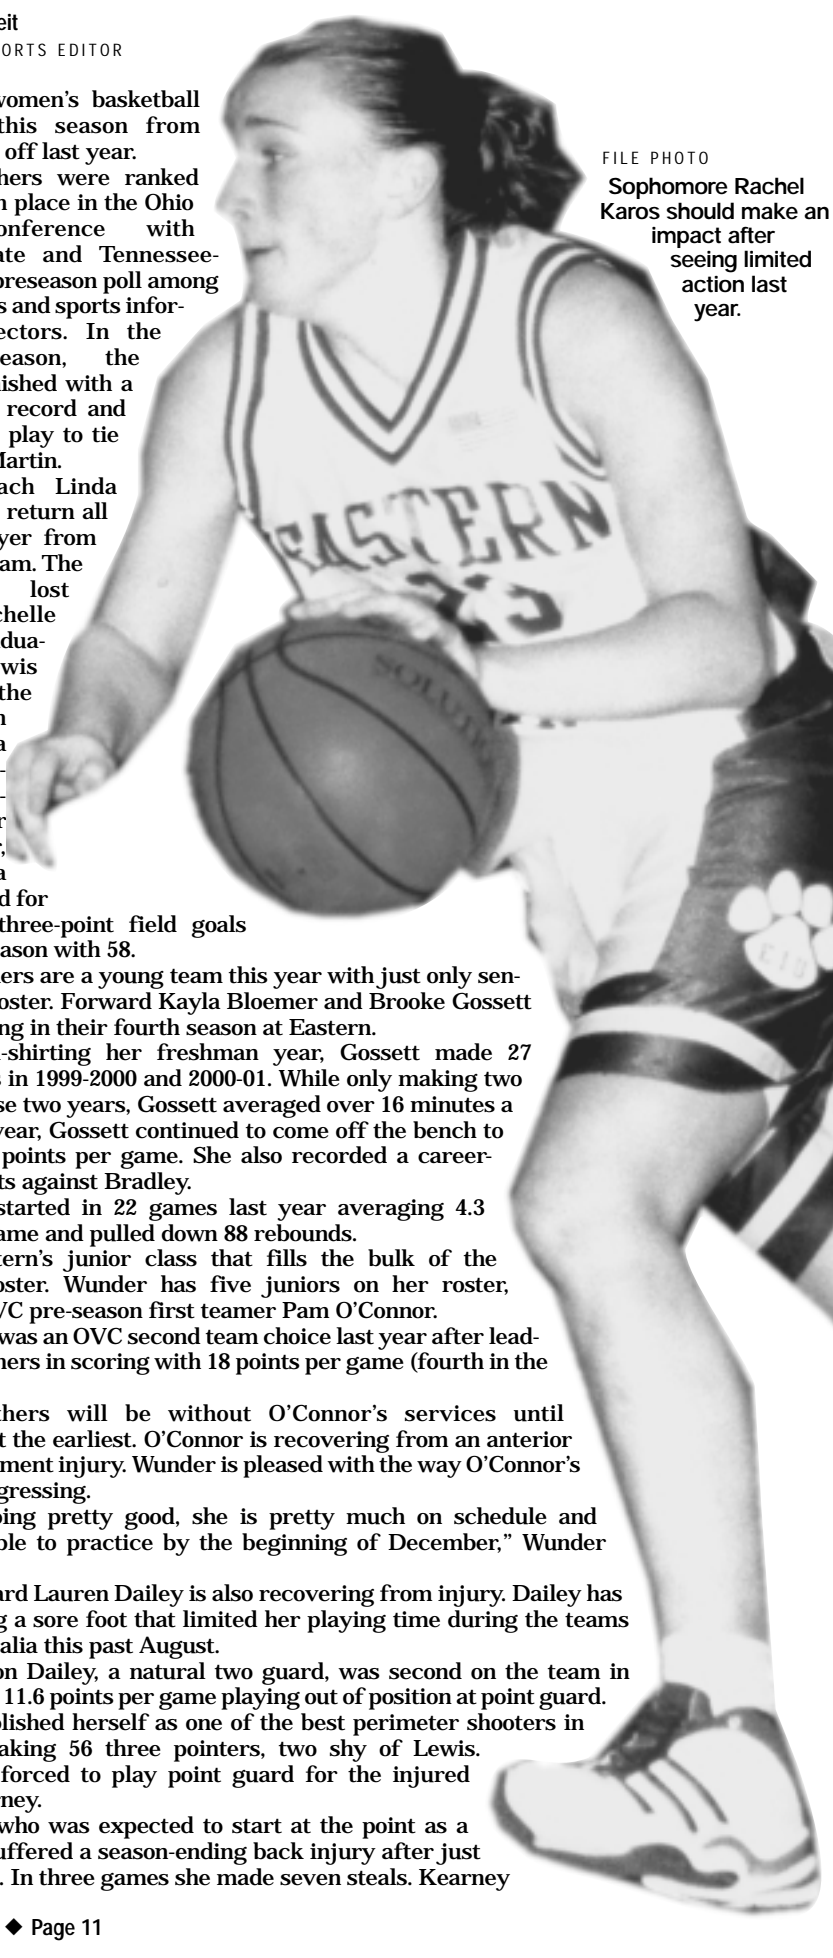 eit
ORTS EDITOR
women’s basketball
this season from
off last year.
hers were ranked
n place in the Ohio
onference with
ate and Tennessee-
preseason poll among
s and sports infor-
ectors. In the
eason, the
nished with a
record and
play to tie
Martin.
ach Linda
return all
yer from
am. The
lost
chelle
dua-
wis
the
n
a
-
-
r
,
a
d for
three-point field goals
ason with 58.
hers are a young team this year with just only sen-
oster. Forward Kayla Bloemer and Brooke Gossett
ng in their fourth season at Eastern.
-shirting her freshman year, Gossett made 27
s in 1999-2000 and 2000-01. While only making two
se two years, Gossett averaged over 16 minutes a
year, Gossett continued to come off the bench to
points per game. She also recorded a career-
ts against Bradley.
started in 22 games last year averaging 4.3
ame and pulled down 88 rebounds.
tern’s junior class that fills the bulk of the
oster. Wunder has five juniors on her roster,
VC pre-season first teamer Pam O’Connor.
was an OVC second team choice last year after lead-
hers in scoring with 18 points per game (fourth in the
thers will be without O’Connor’s services until
t the earliest. O’Connor is recovering from an anterior
ment injury. Wunder is pleased with the way O’Connor’s
gressing.
oing pretty good, she is pretty much on schedule and
ble to practice by the beginning of December,” Wunder
ard Lauren Dailey is also recovering from injury. Dailey has
g a sore foot that limited her playing time during the teams
alia this past August.
on Dailey, a natural two guard, was second on the team in
11.6 points per game playing out of position at point guard.
blished herself as one of the best perimeter shooters in
aking 56 three pointers, two shy of Lewis.
forced to play point guard for the injured
rney.
who was expected to start at the point as a
uffered a season-ending back injury after just
. In three games she made seven steals. Kearney
◆ Page 11
FILE PHOTO
Sophomore Rachel
Karos should make an
impact after
seeing limited
action last
year.
EASTERN
SOLUTI
EIU